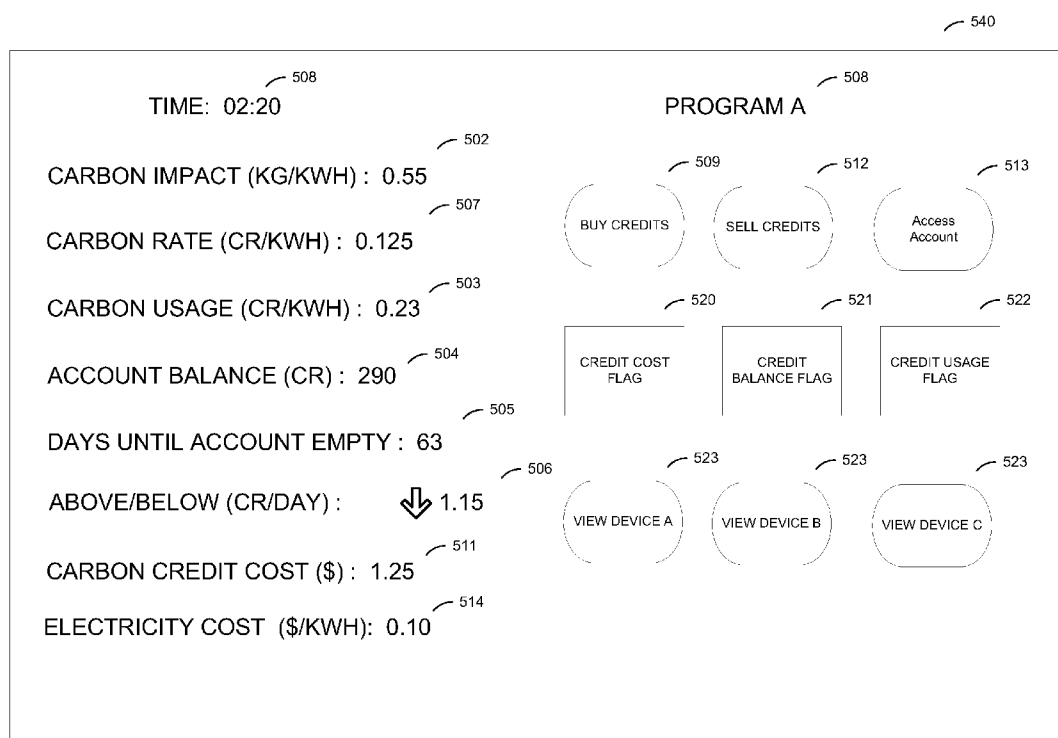 540
508
508
TIME: 02:20
PROGRAM A
502
CARBON IMPACT (KG/KWH) : 0.55
509
512
513
BUY CREDITS
SELL CREDITS
Access
Account
507
CARBON RATE (CR/KWH) : 0.125
503
CARBON USAGE (CR/KWH) : 0.23
520
521
522
CREDIT COST
FLAG
CREDIT
BALANCE FLAG
CREDIT USAGE
FLAG
504
ACCOUNT BALANCE (CR) : 290
505
DAYS UNTIL ACCOUNT EMPTY : 63
506
ABOVE/BELOW (CR/DAY) : 1.15
523
523
523
VIEW DEVICE A
VIEW DEVICE B
VIEW DEVICE C
511
CARBON CREDIT COST ($) : 1.25
514
ELECTRICITY COST ($/KWH): 0.10